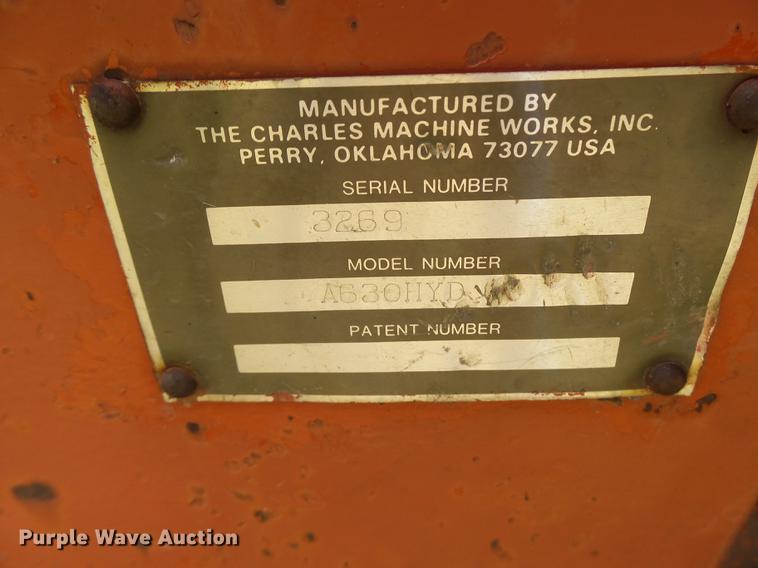 MANUFACTURED BY
THE CHARLES MACHINE WORKS, INC.
PERRY, OKLAHOMA 73077 USA
SERIAL NUMBER
3269
MODEL NUMBER
A630HYD
PATENT NUMBER
Purple Wave Auction